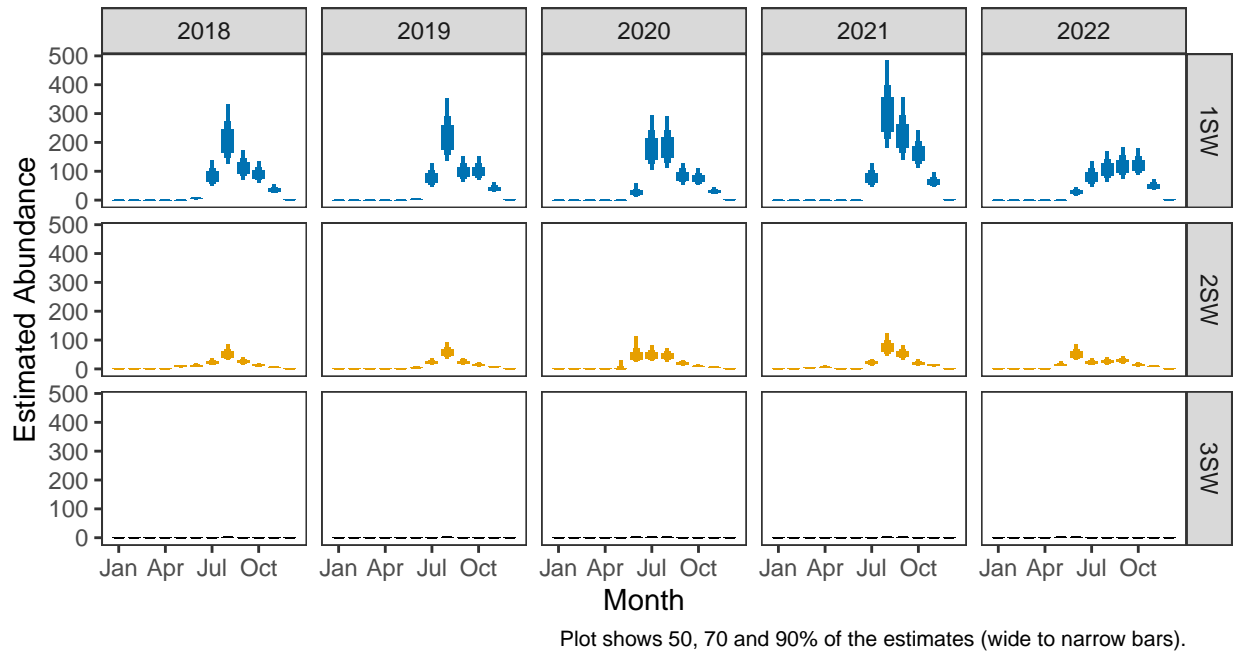 2018 2019 2020 2021 2022
500
400
300
200
100
0
1SW
500
400
300
200
100
0
2SW
500
400
300
200
100
0
3SW
Estimated Abundance
Jan Apr Jul Oct Jan Apr Jul Oct Jan Apr Jul Oct Jan Apr Jul Oct Jan Apr Jul Oct
Month
Plot shows 50, 70 and 90% of the estimates (wide to narrow bars).